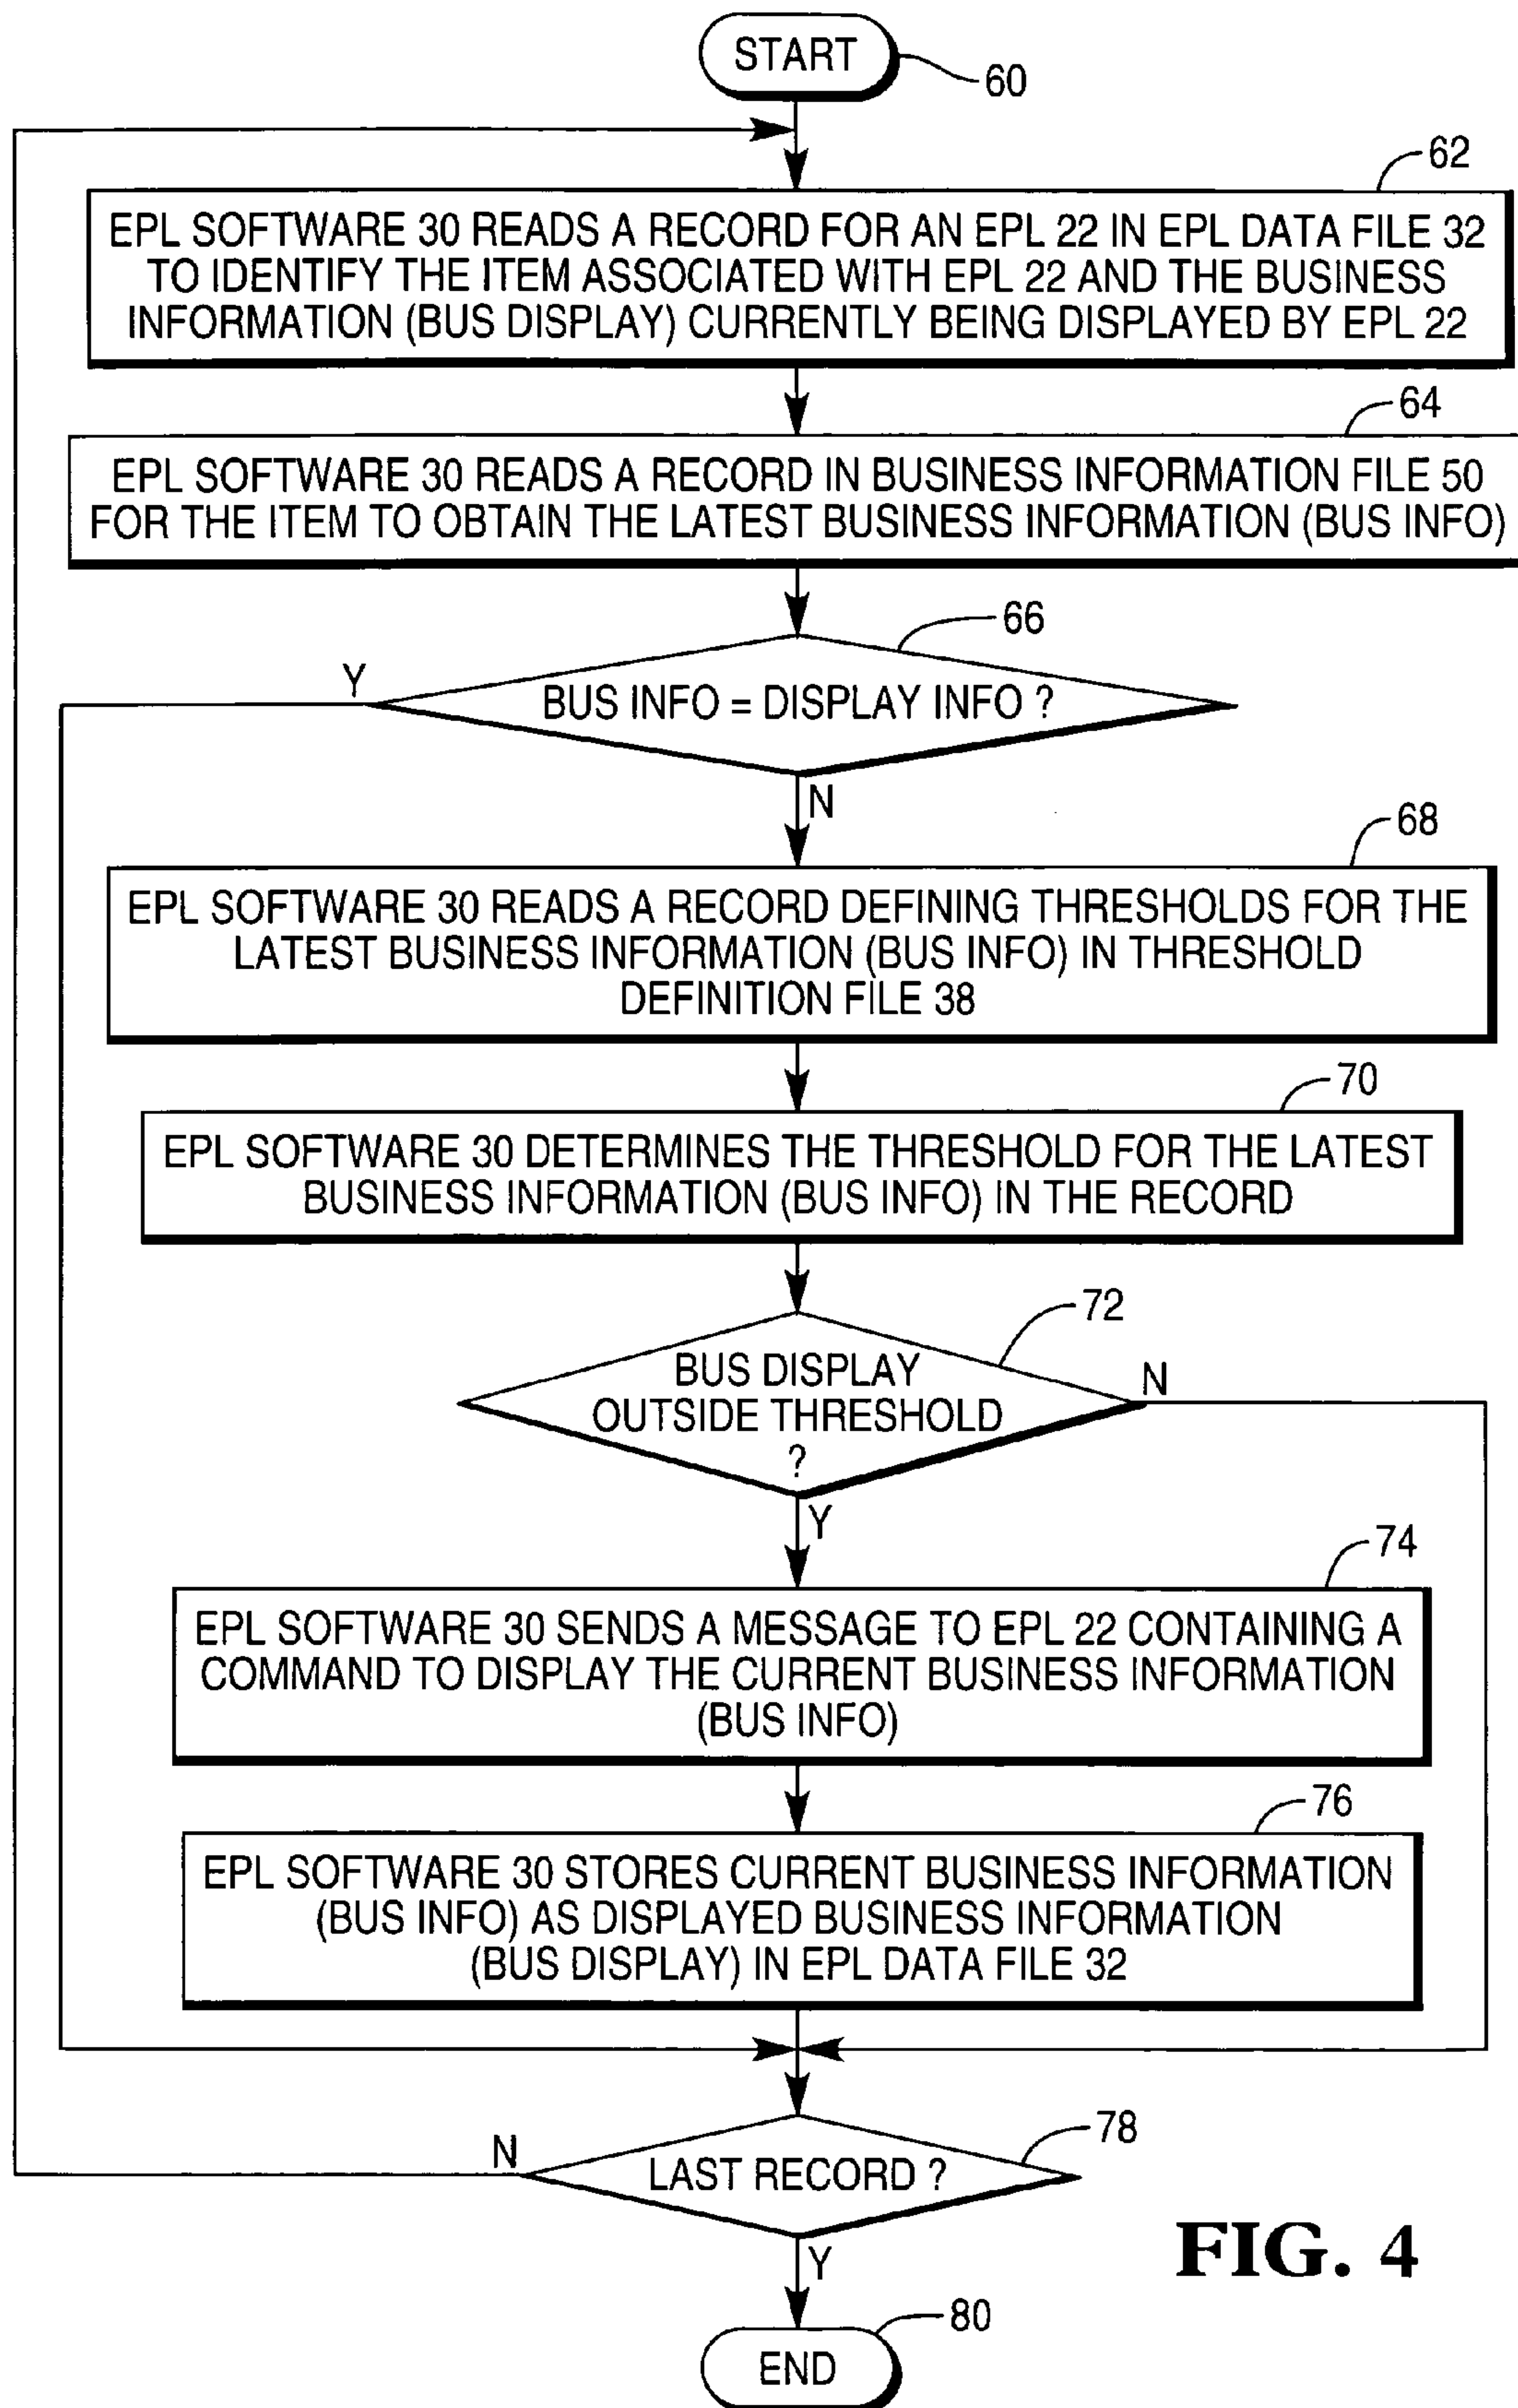 START
60
62
EPL SOFTWARE 30 READS A RECORD FOR AN EPL 22 IN EPL DATA FILE 32
TO IDENTIFY THE ITEM ASSOCIATED WITH EPL 22 AND THE BUSINESS
INFORMATION (BUS DISPLAY) CURRENTLY BEING DISPLAYED BY EPL 22
64
EPL SOFTWARE 30 READS A RECORD IN BUSINESS INFORMATION FILE 50
FOR THE ITEM TO OBTAIN THE LATEST BUSINESS INFORMATION (BUS INFO)
66
Y
BUS INFO = DISPLAY INFO ?
N
68
EPL SOFTWARE 30 READS A RECORD DEFINING THRESHOLDS FOR THE
LATEST BUSINESS INFORMATION (BUS INFO) IN THRESHOLD
DEFINITION FILE 38
70
EPL SOFTWARE 30 DETERMINES THE THRESHOLD FOR THE LATEST
BUSINESS INFORMATION (BUS INFO) IN THE RECORD
72
BUS DISPLAY
N
OUTSIDE THRESHOLD
?
Y
74
EPL SOFTWARE 30 SENDS A MESSAGE TO EPL 22 CONTAINING A
COMMAND TO DISPLAY THE CURRENT BUSINESS INFORMATION
(BUS INFO)
76
EPL SOFTWARE 30 STORES CURRENT BUSINESS INFORMATION
(BUS INFO) AS DISPLAYED BUSINESS INFORMATION
(BUS DISPLAY) IN EPL DATA FILE 32
78
N
LAST RECORD ?
Y
FIG. 4
80
END